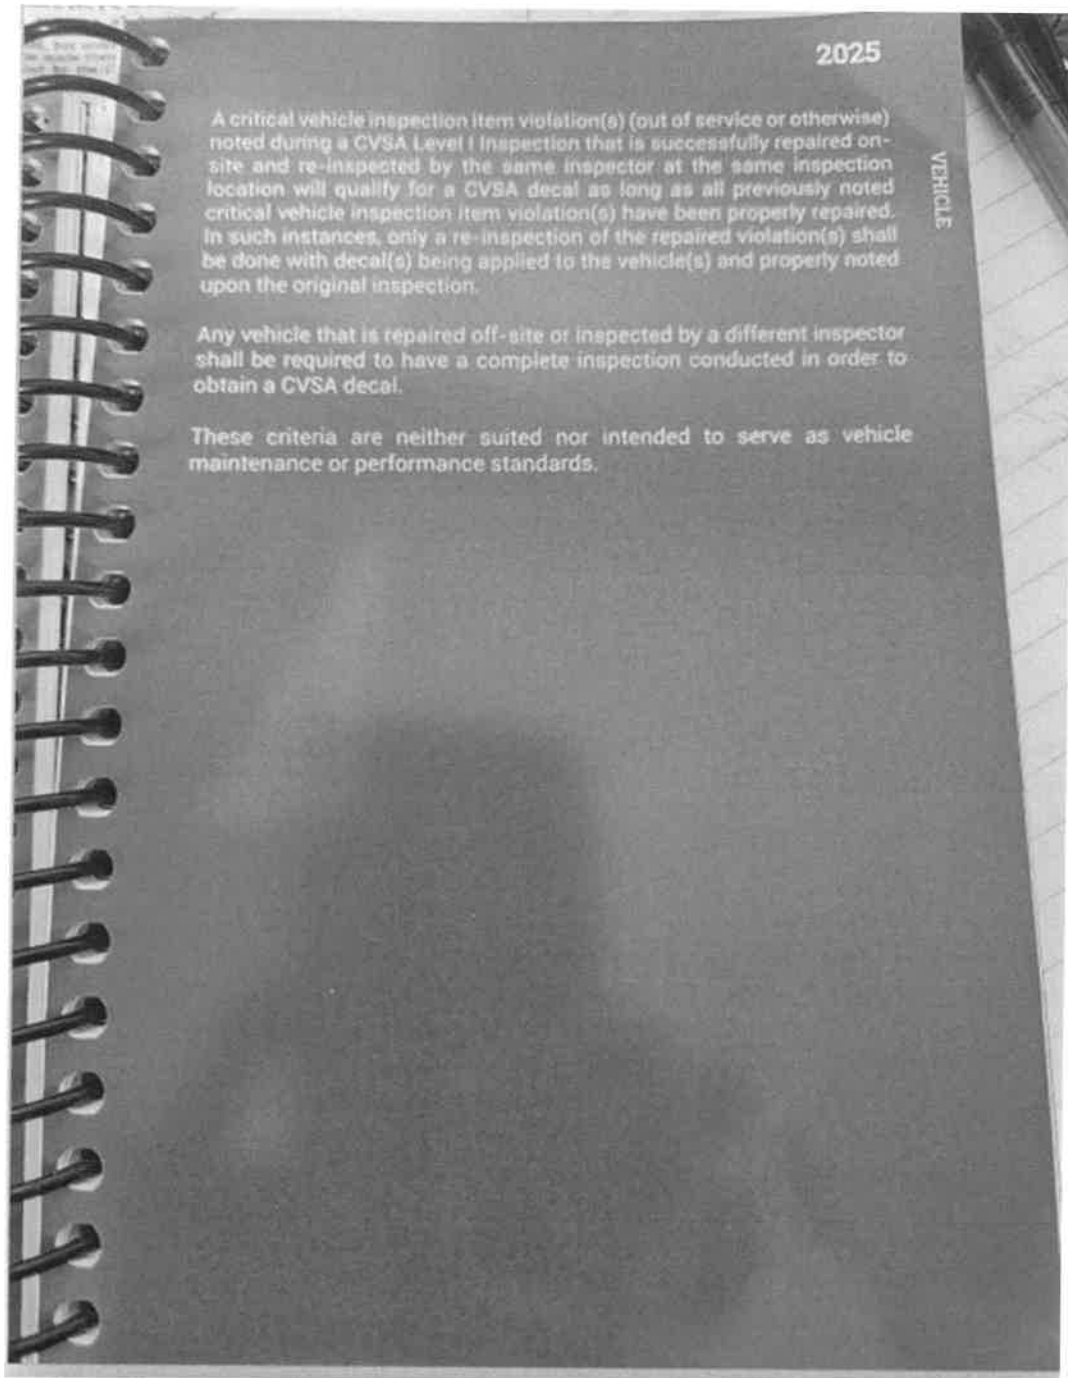 2025
A critical vehicle inspection item violation(s) (out of service or otherwise)
noted during a CVSA Level I Inspection that is successfully repaired on-
site and re-inspected by the same inspector at the same inspection
location will qualify for a CVSA decal as long as all previously noted
critical vehicle inspection item violation(s) have been properly repaired.
In such instances, only a re-inspection of the repaired violation(s) shall
be done with decal(s) being applied to the vehicle(s) and properly noted
upon the original inspection.
Any vehicle that is repaired off-site or inspected by a different inspector
shall be required to have a complete inspection conducted in order to
obtain a CVSA decal.
These criteria are neither suited nor intended to serve as vehicle
maintenance or performance standards.
VEHICLE